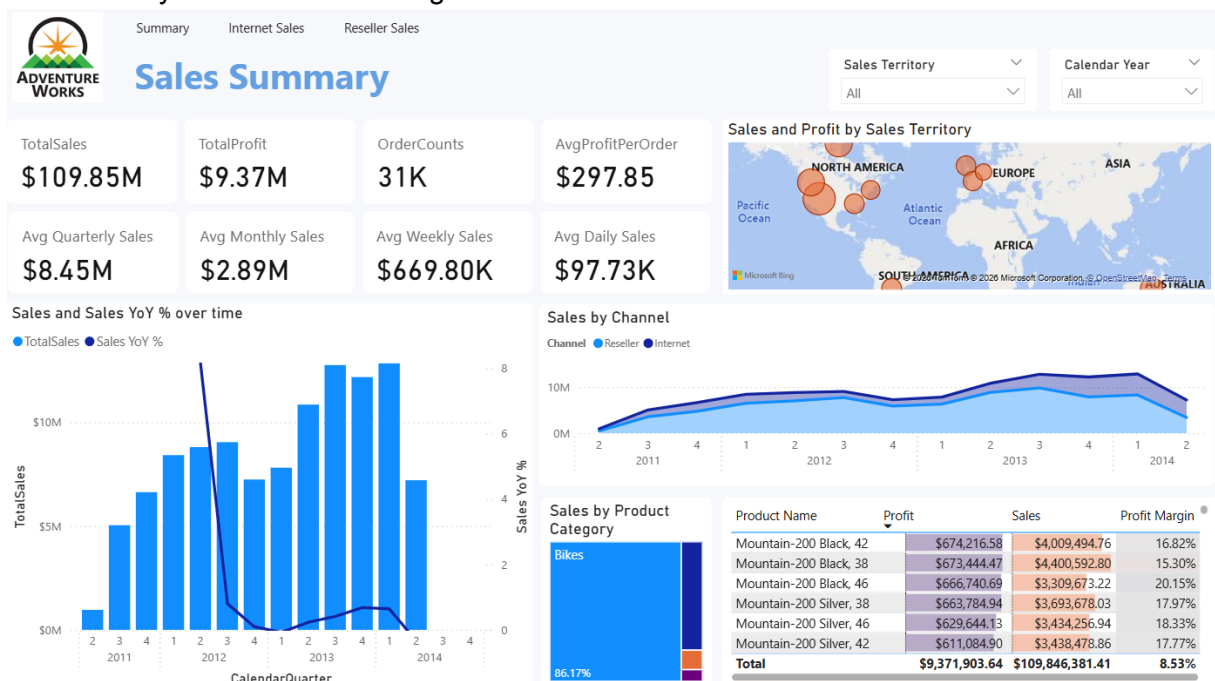 Summary Internet Sales Reseller Sales
ADVENTURE
WORKS
Sales Summary
Sales Territory
All
Calendar Year
All
TotalSales
$109.85M
TotalProfit
$9.37M
OrderCounts
31K
AvgProfitPerOrder
$297.85
Avg Quarterly Sales
$8.45M
Avg Monthly Sales
$2.89M
Avg Weekly Sales
$669.80K
Avg Daily Sales
$97.73K
Sales and Profit by Sales Territory
NORTH AMERICA
EUROPE
ASIA
Pacific
Ocean
Atlantic
Ocean
AFRICA
SOUTH AMERICA
AUSTRALIA
Microsoft Bing
© 2026 TomTom, © 2026 Microsoft Corporation, © OpenStreetMap Terms
Sales and Sales YoY % over time
TotalSales Sales YoY %
$10M
$5M
$0M
8
6
4
2
0
TotalSales
Sales YoY %
2 3 4 1 2 3 4 1 2 3 4 1 2 3 4
2011 2012 2013 2014
CalendarQuarter
Sales by Channel
Channel Reseller Internet
10M
0M
2 3 4 1 2 3 4 1 2 3 4 1 2
2011 2012 2013 2014
Sales by Product
Category
Bikes
86.17%
Product Name Profit Sales Profit Margin
Mountain-200 Black, 42 $674,216.58 $4,009,494.76 16.82%
Mountain-200 Black, 38 $673,444.47 $4,400,592.80 15.30%
Mountain-200 Black, 46 $666,740.69 $3,309,673.22 20.15%
Mountain-200 Silver, 38 $663,784.94 $3,693,678.03 17.97%
Mountain-200 Silver, 46 $629,644.13 $3,434,256.94 18.33%
Mountain-200 Silver, 42 $611,084.90 $3,438,478.86 17.77%
Total $9,371,903.64 $109,846,381.41 8.53%